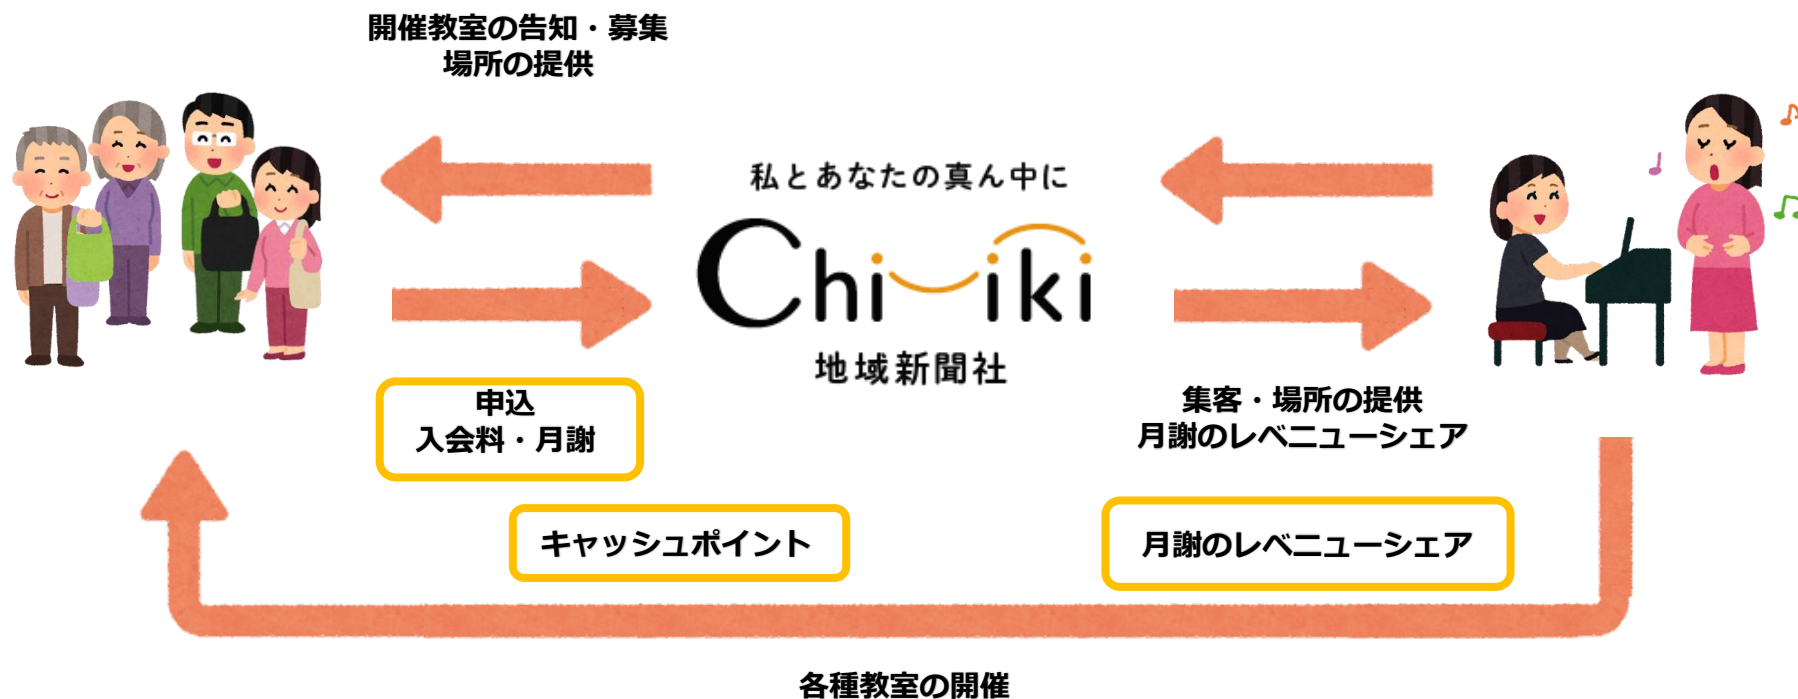 開催教室の告知・募集
場所の提供
私とあなたの真ん中に
Chiiki
地域新聞社
申込
入会料・月謝
集客・場所の提供
月謝のレベニューシェア
キャッシュポイント
月謝のレベニューシェア
各種教室の開催